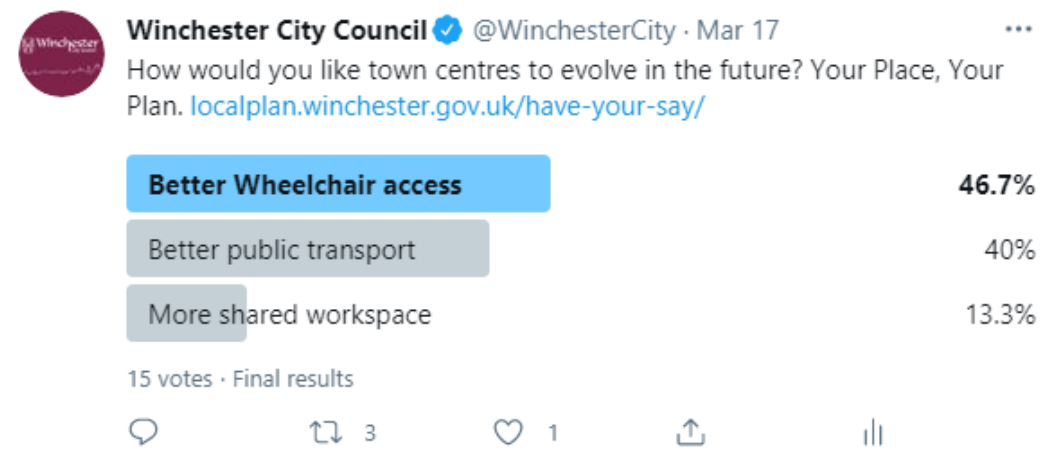 Winchester
Winchester City Council @WinchesterCity · Mar 17
How would you like town centres to evolve in the future? Your Place, Your
Plan. localplan.winchester.gov.uk/have-your-say/
Better Wheelchair access 46.7%
Better public transport 40%
More shared workspace 13.3%
15 votes · Final results
3 1